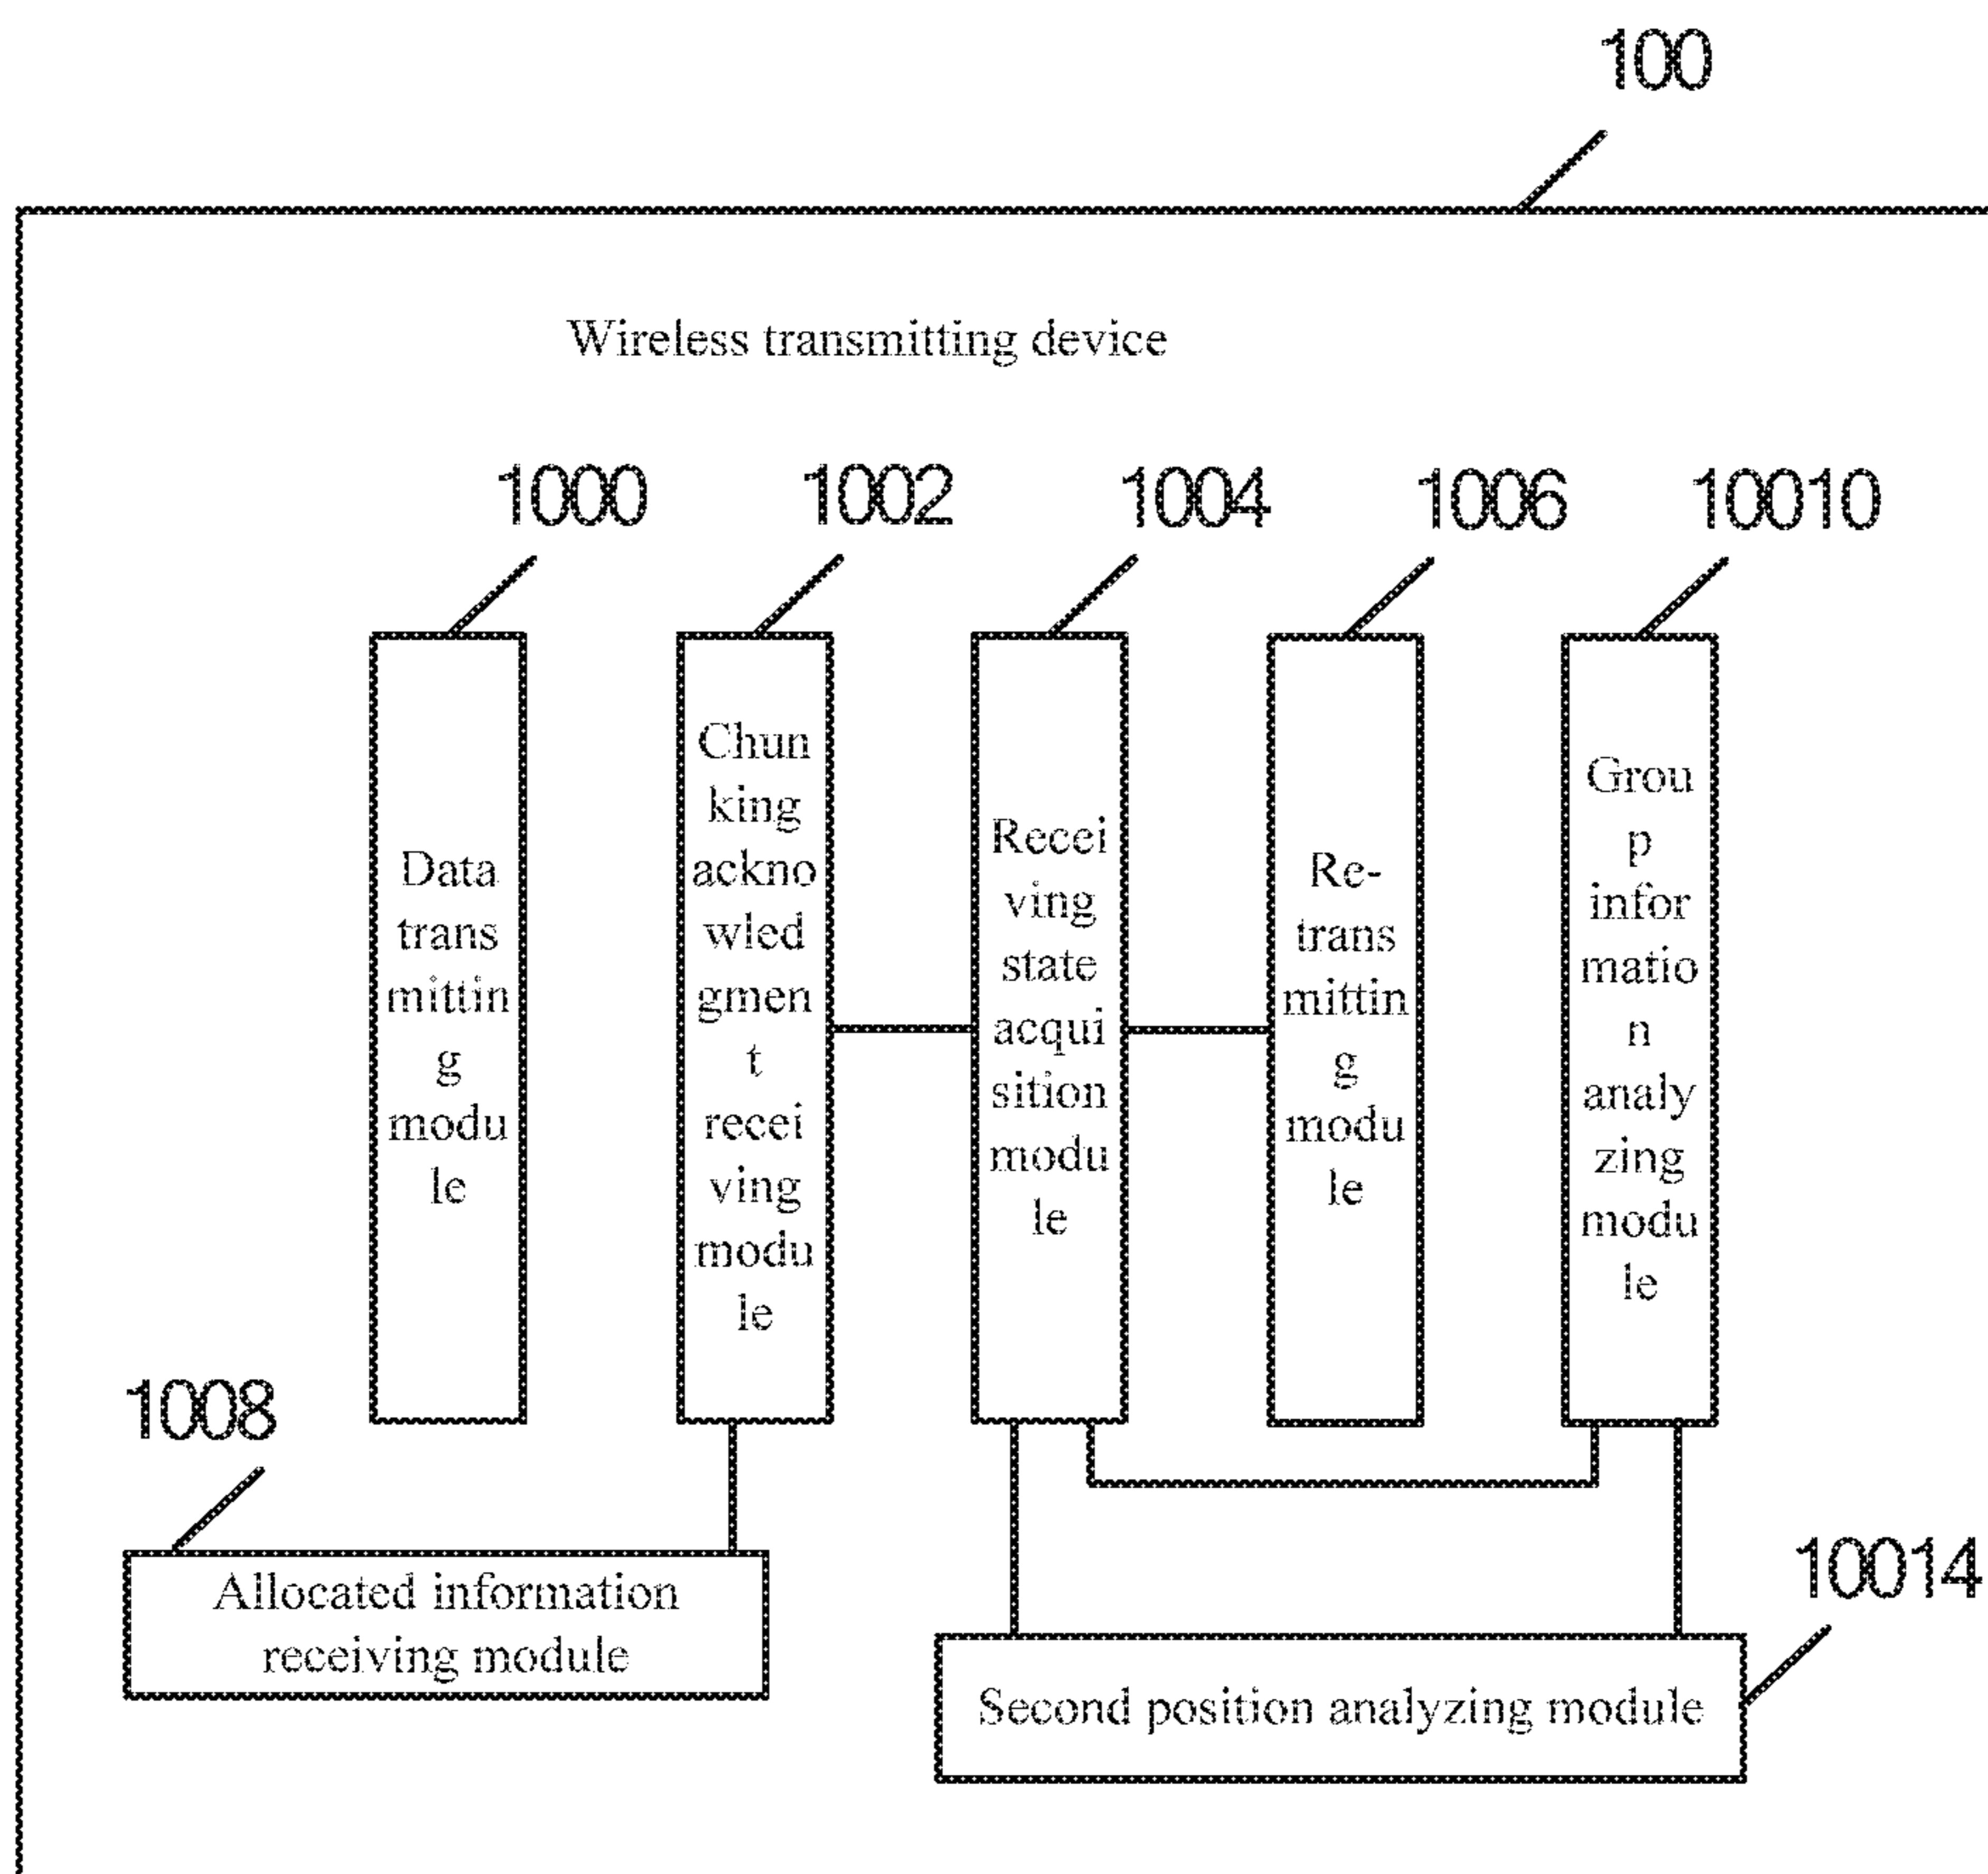 100
Wireless transmitting device
1000
1002
1004
1006
10010
Data
trans
mittin
g
modu
le
Chun
king
ackno
wled
gmen
t
recei
ving
modu
le
Recei
ving
state
acqui
sition
modu
le
Re-
trans
mittin
g
modu
le
Grou
p
infor
matio
n
analy
zing
modu
le
1008
Allocated information
receiving module
10014
Second position analyzing module